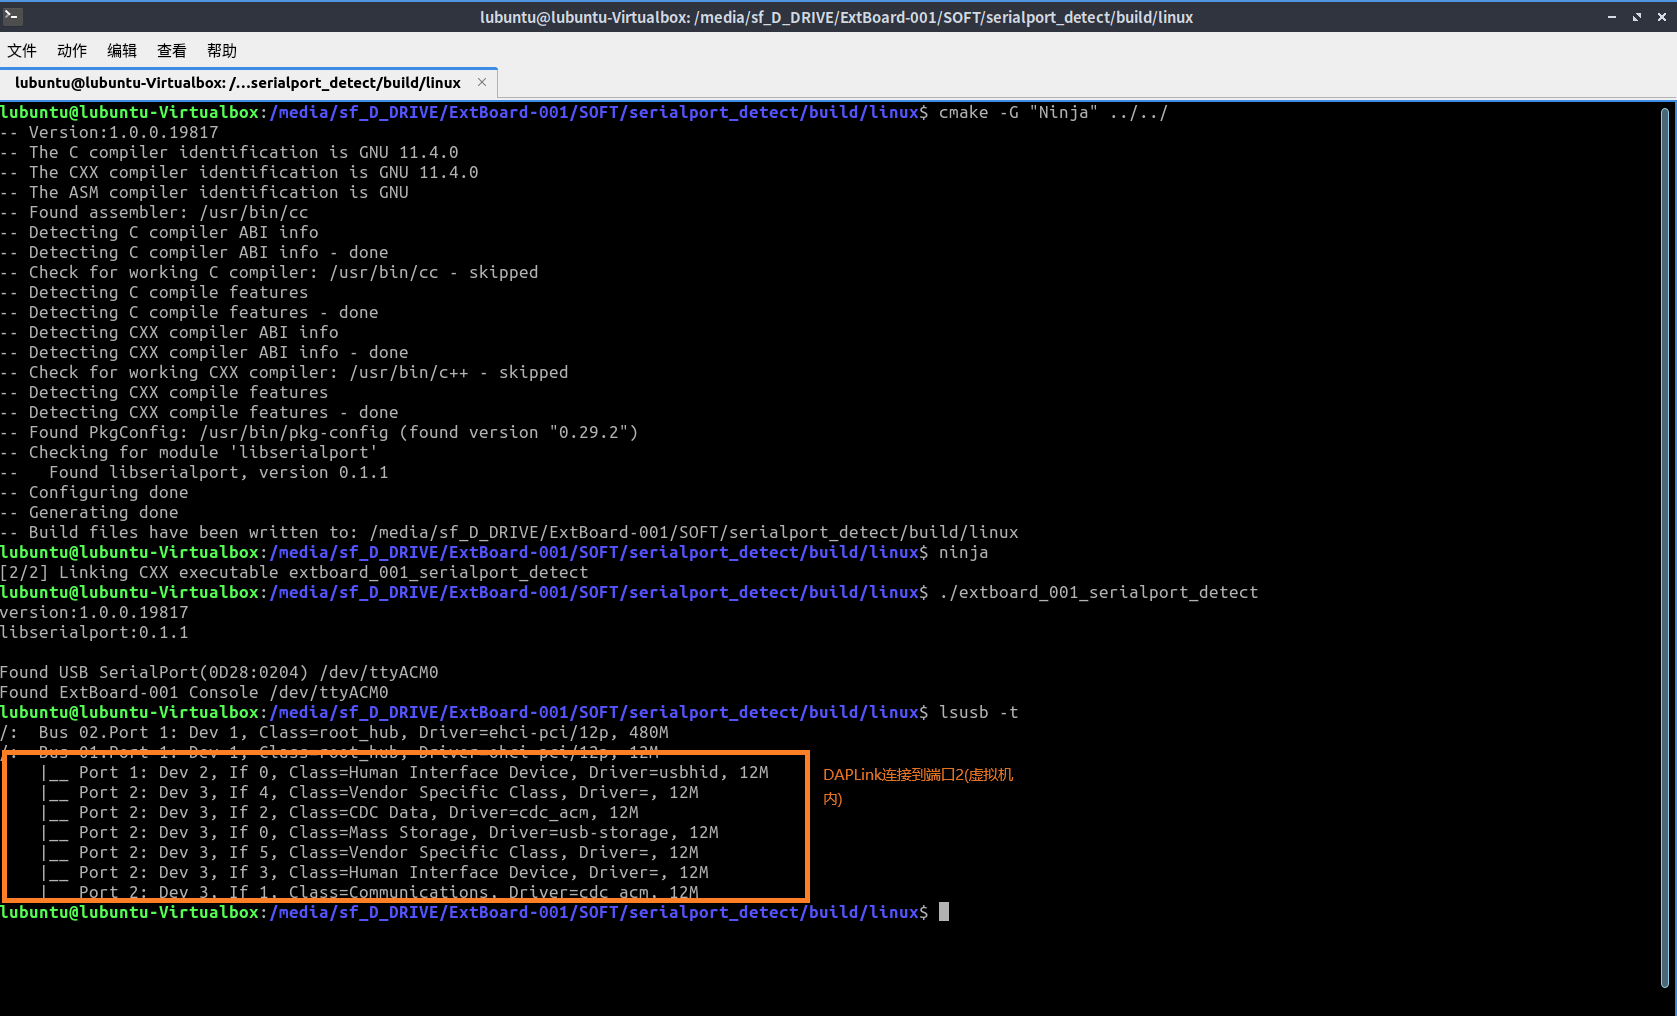 lubuntu@lubuntu-Virtualbox: /media/sf_D_DRIVE/ExtBoard-001/SOFT/serialport_detect/build/linux
文件 动作 编辑 查看 帮助
lubuntu@lubuntu-Virtualbox: /...serialport_detect/build/linux
lubuntu@lubuntu-Virtualbox:/media/sf_D_DRIVE/ExtBoard-001/SOFT/serialport_detect/build/linux$ cmake -G "Ninja" ../../
-- Version:1.0.0.19817
-- The C compiler identification is GNU 11.4.0
-- The CXX compiler identification is GNU 11.4.0
-- The ASM compiler identification is GNU
-- Found assembler: /usr/bin/cc
-- Detecting C compiler ABI info
-- Detecting C compiler ABI info - done
-- Check for working C compiler: /usr/bin/cc - skipped
-- Detecting C compile features
-- Detecting C compile features - done
-- Detecting CXX compiler ABI info
-- Detecting CXX compiler ABI info - done
-- Check for working CXX compiler: /usr/bin/c++ - skipped
-- Detecting CXX compile features
-- Detecting CXX compile features - done
-- Found PkgConfig: /usr/bin/pkg-config (found version "0.29.2")
-- Checking for module 'libserialport'
--   Found libserialport, version 0.1.1
-- Configuring done
-- Generating done
-- Build files have been written to: /media/sf_D_DRIVE/ExtBoard-001/SOFT/serialport_detect/build/linux
lubuntu@lubuntu-Virtualbox:/media/sf_D_DRIVE/ExtBoard-001/SOFT/serialport_detect/build/linux$ ninja
[2/2] Linking CXX executable extboard_001_serialport_detect
lubuntu@lubuntu-Virtualbox:/media/sf_D_DRIVE/ExtBoard-001/SOFT/serialport_detect/build/linux$ ./extboard_001_serialport_detect
version:1.0.0.19817
libserialport:0.1.1
Found USB SerialPort(0D28:0204) /dev/ttyACM0
Found ExtBoard-001 Console /dev/ttyACM0
lubuntu@lubuntu-Virtualbox:/media/sf_D_DRIVE/ExtBoard-001/SOFT/serialport_detect/build/linux$ lsusb -t
/:  Bus 02.Port 1: Dev 1, Class=root_hub, Driver=ehci-pci/12p, 480M
/:  Bus 01.Port 1: Dev 1, Class=root_hub, Driver=ohci-pci/12p, 12M
    |__ Port 1: Dev 2, If 0, Class=Human Interface Device, Driver=usbhid, 12M
    |__ Port 2: Dev 3, If 4, Class=Vendor Specific Class, Driver=, 12M
    |__ Port 2: Dev 3, If 2, Class=CDC Data, Driver=cdc_acm, 12M
    |__ Port 2: Dev 3, If 0, Class=Mass Storage, Driver=usb-storage, 12M
    |__ Port 2: Dev 3, If 5, Class=Vendor Specific Class, Driver=, 12M
    |__ Port 2: Dev 3, If 3, Class=Human Interface Device, Driver=, 12M
    |__ Port 2: Dev 3, If 1, Class=Communications, Driver=cdc_acm, 12M
DAPLink连接到端口2(虚拟机
内)
lubuntu@lubuntu-Virtualbox:/media/sf_D_DRIVE/ExtBoard-001/SOFT/serialport_detect/build/linux$